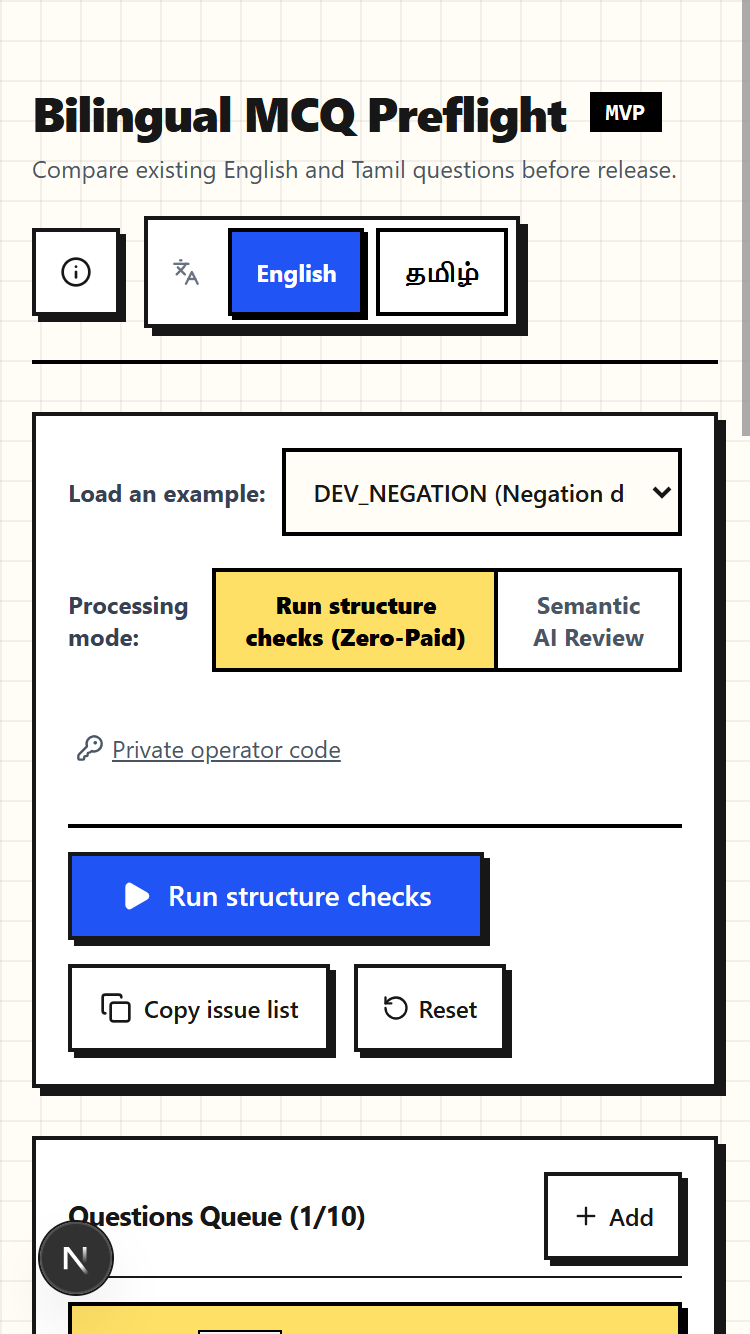 Bilingual MCQ Preflight MVP
Compare existing English and Tamil questions before release.
English தமிழ்
Load an example: DEV_NEGATION (Negation d
Processing mode:
Run structure checks (Zero-Paid)
Semantic AI Review
Private operator code
Run structure checks
Copy issue list Reset
Questions Queue (1/10) Add
N